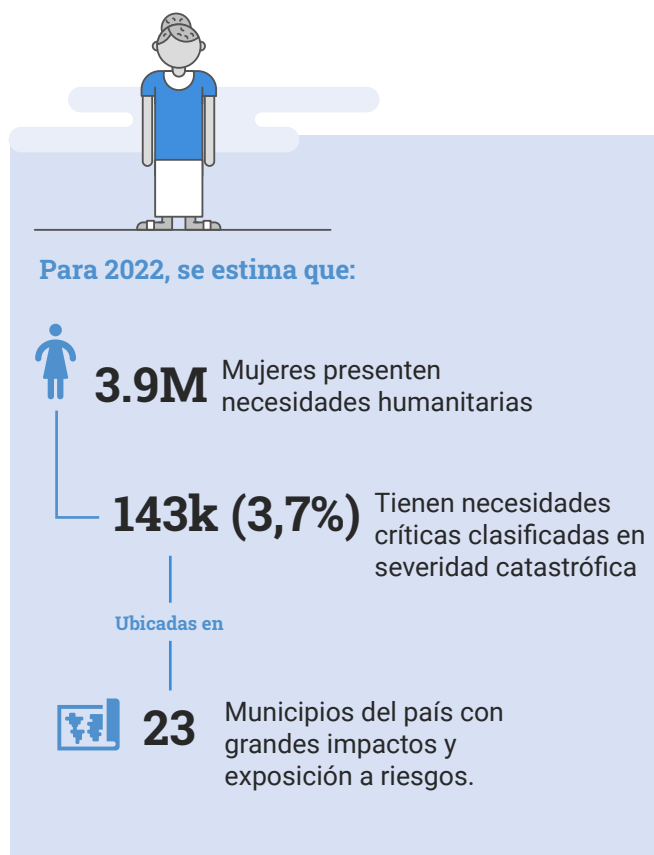 Para 2022, se estima que:
3.9M
Mujeres presenten
necesidades humanitarias
143k (3,7%)
Tienen necesidades
críticas clasificadas en
severidad catastrófica
Ubicadas en
23
Municipios del país con
grandes impactos y
exposición a riesgos.